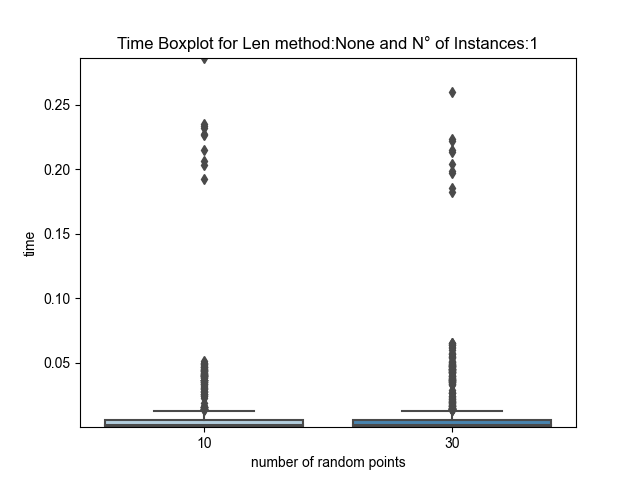 Time Boxplot for Len method:None and N° of Instances:1
0.25
0.20
0.15
0.10
0.05
time
10 30
number of random points